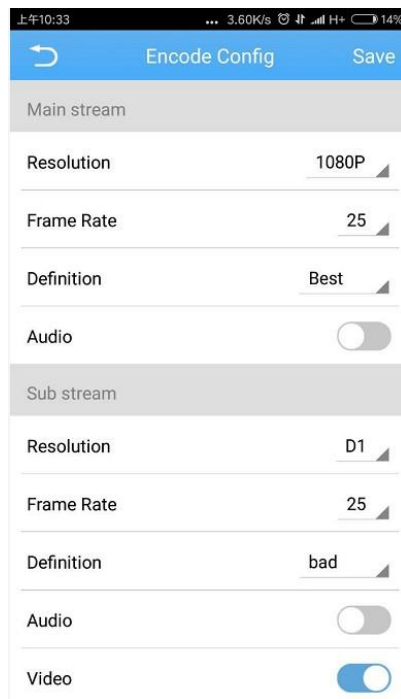 上午10:33 ... 3.60K/s H+ 14%
Encode Config Save
Main stream
Resolution 1080P
Frame Rate 25
Definition Best
Audio
Sub stream
Resolution D1
Frame Rate 25
Definition bad
Audio
Video